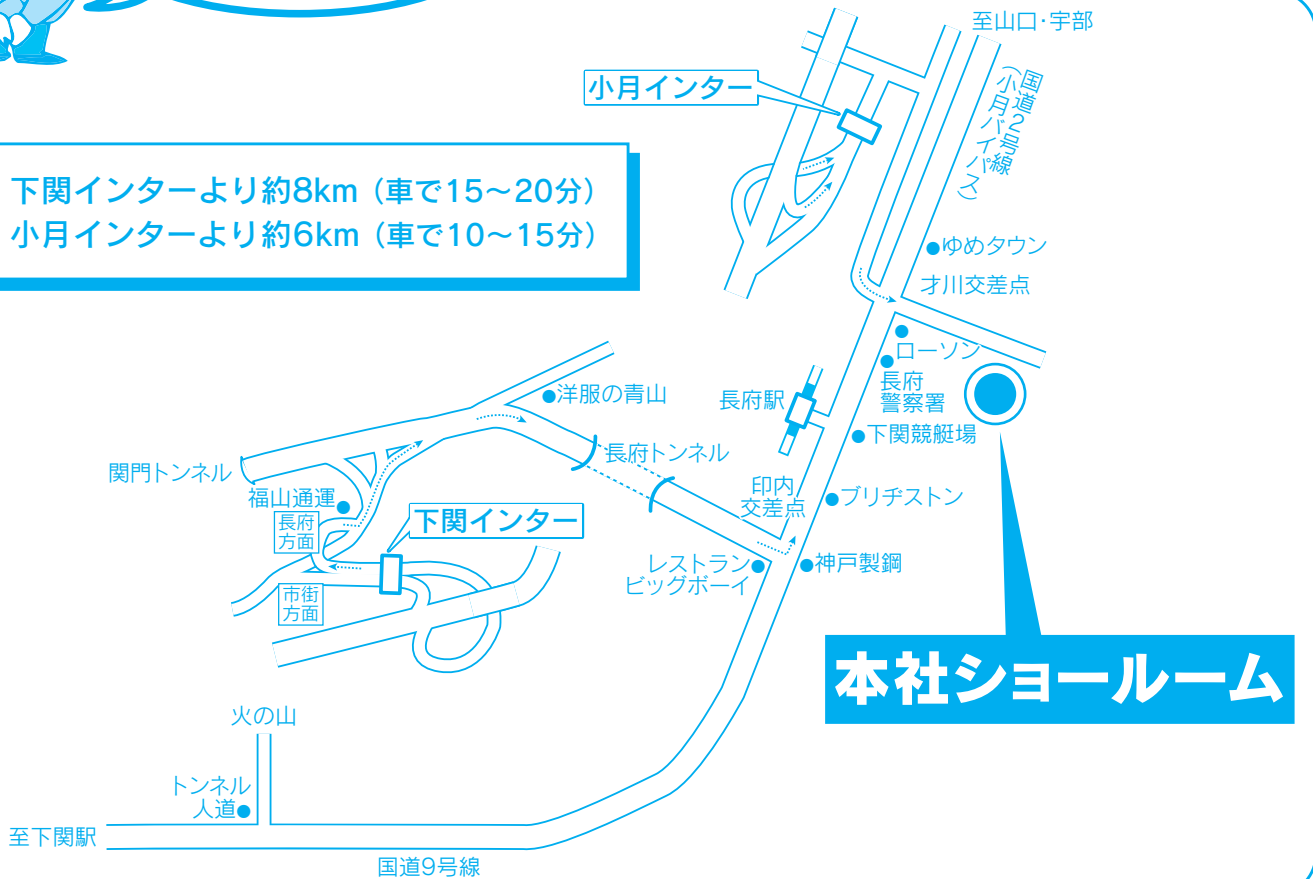 至山口・宇部
小月インター
国道2号線
(小月バイパス)
下関インターより約8km（車で15～20分）
小月インターより約6km（車で10～15分）
●ゆめタウン
才川交差点
ローソン
長府
警察署
●洋服の青山
長府駅
●下関競艇場
長府トンネル
関門トンネル
福山通運●
印内
交差点
●ブリヂストン
長府
方面
下関インター
レストラン●
ビッグボーイ
●神戸製鋼
市街
方面
本社ショールーム
火の山
トンネル
人道●
至下関駅
国道9号線